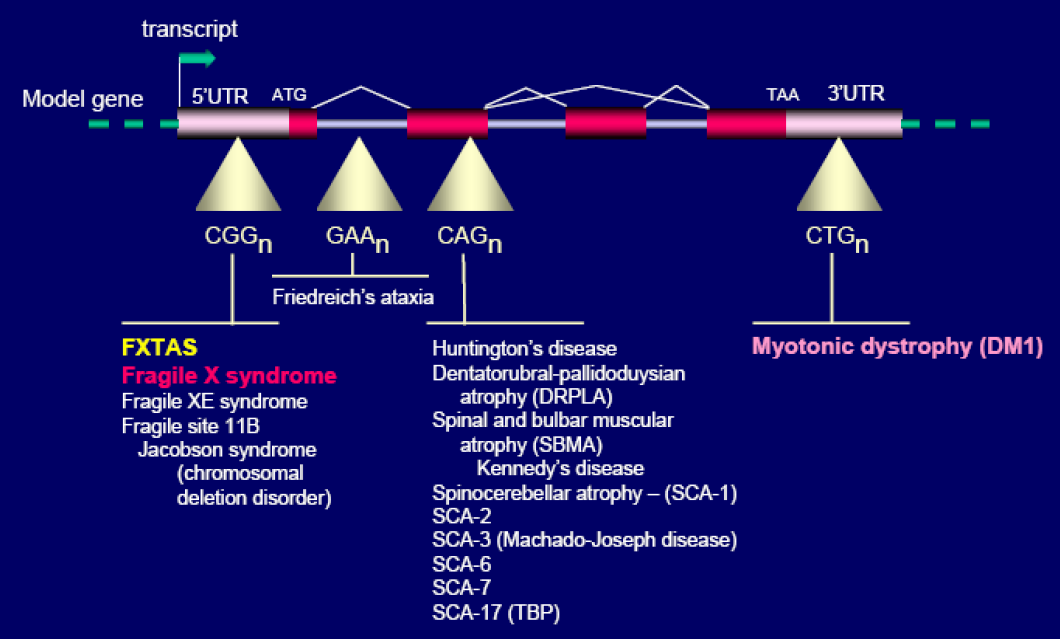 transcript
Model gene
5'UTR
ATG
TAA
3'UTR
CGGn
GAAn
CAGn
CTGn
Friedreich's ataxia
FXTAS
Fragile X syndrome
Fragile XE syndrome
Fragile site 11B
Jacobson syndrome
(chromosomal
deletion disorder)
Huntington's disease
Dentatorubral-pallidoduysian
atrophy (DRPLA)
Spinal and bulbar muscular
atrophy (SBMA)
Kennedy's disease
Spinocerebellar atrophy – (SCA-1)
SCA-2
SCA-3 (Machado-Joseph disease)
SCA-6
SCA-7
SCA-17 (TBP)
Myotonic dystrophy (DM1)